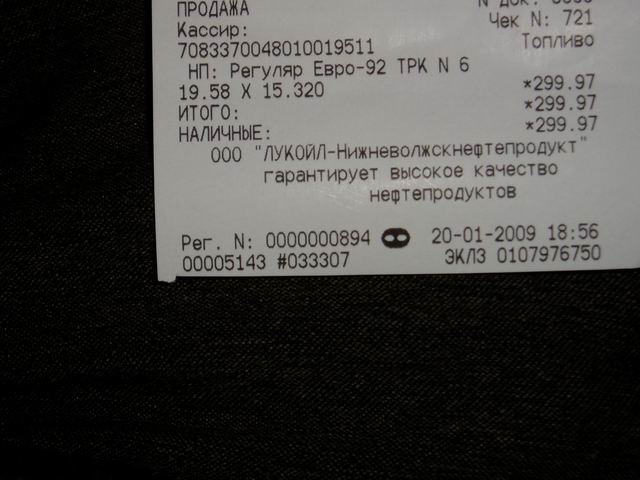 ПРОДАЖА N док.
Кассир: Чек N: 721
7083370048010019511 Топливо
НП: Регуляр Евро-92 ТРК N 6
19.58 X 15.320 *299.97
ИТОГО: *299.97
НАЛИЧНЫЕ: *299.97
ООО "ЛУКОЙЛ-Нижневолжскнефтепродукт"
гарантирует высокое качество
нефтепродуктов
Рег. N: 0000000894 20-01-2009 18:56
00005143 #033307 ЭКЛЗ 0107976750